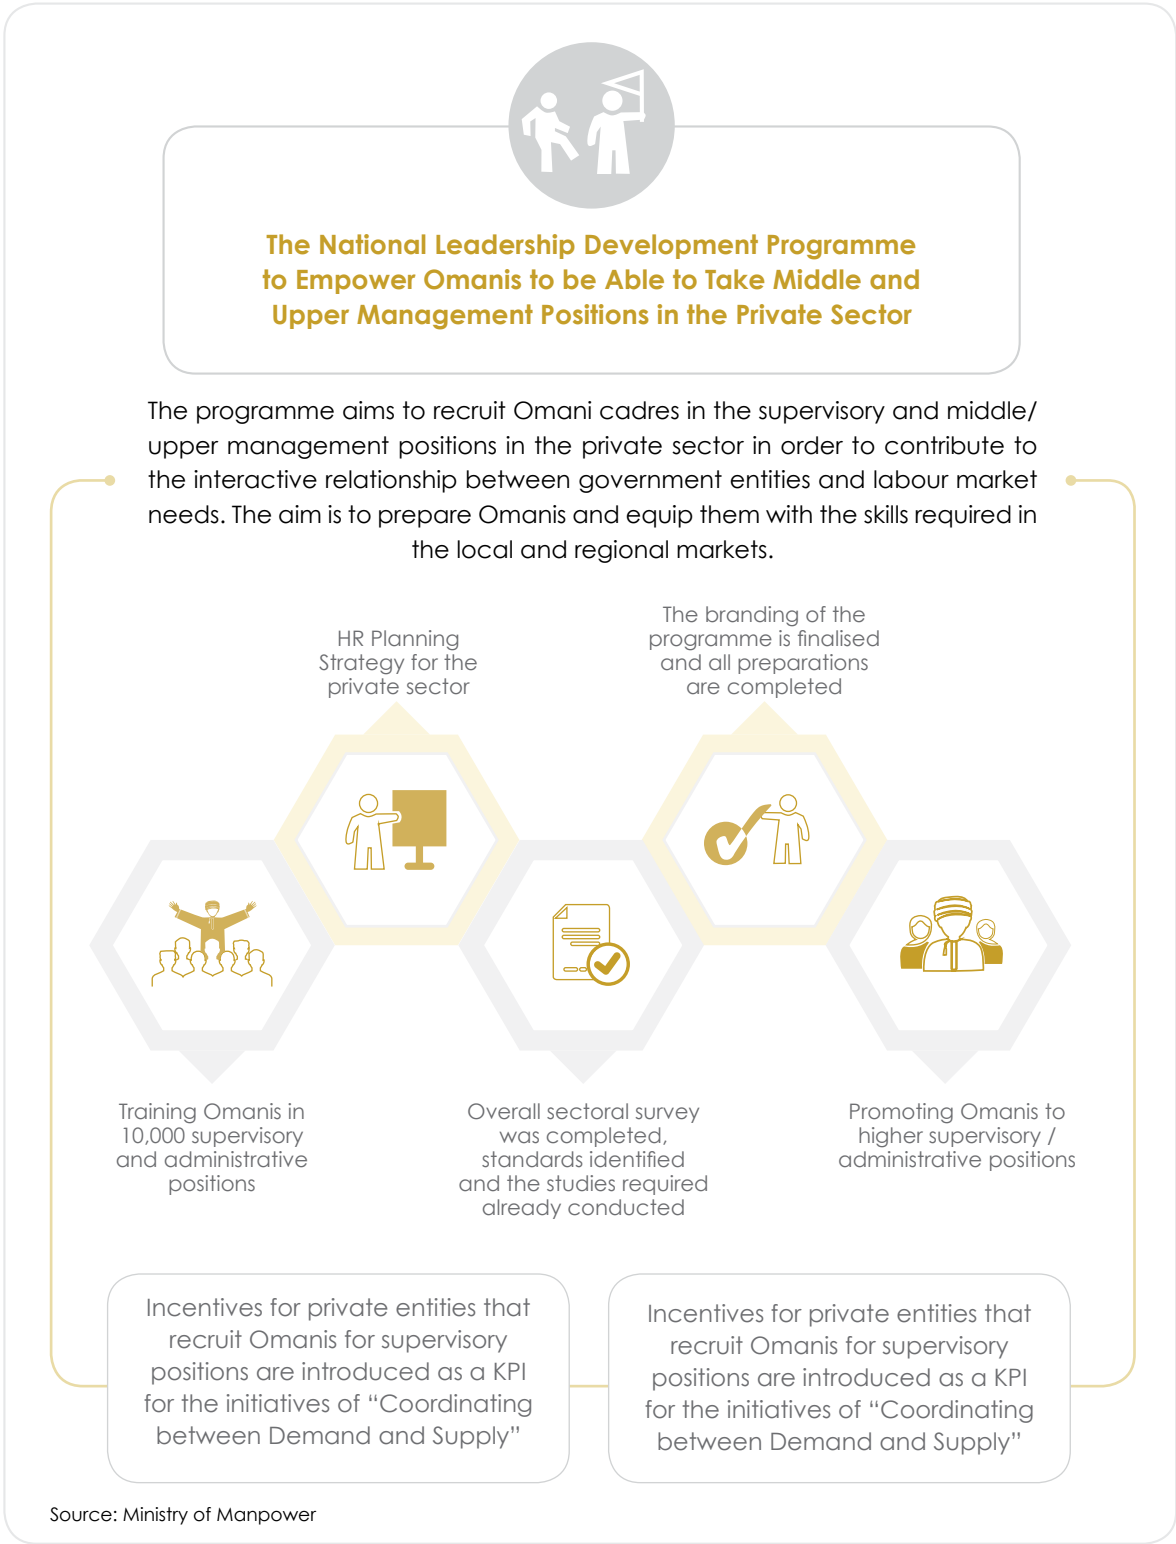 The National Leadership Development Programme
to Empower Omanis to be Able to Take Middle and
Upper Management Positions in the Private Sector
The programme aims to recruit Omani cadres in the supervisory and middle/
upper management positions in the private sector in order to contribute to
the interactive relationship between government entities and labour market
needs. The aim is to prepare Omanis and equip them with the skills required in
the local and regional markets.
HR Planning
Strategy for the
private sector
The branding of the
programme is finalised
and all preparations
are completed
Training Omanis in
10,000 supervisory
and administrative
positions
Overall sectoral survey
was completed,
standards identified
and the studies required
already conducted
Promoting Omanis to
higher supervisory /
administrative positions
Incentives for private entities that
recruit Omanis for supervisory
positions are introduced as a KPI
for the initiatives of “Coordinating
between Demand and Supply”
Incentives for private entities that
recruit Omanis for supervisory
positions are introduced as a KPI
for the initiatives of “Coordinating
between Demand and Supply”
Source: Ministry of Manpower